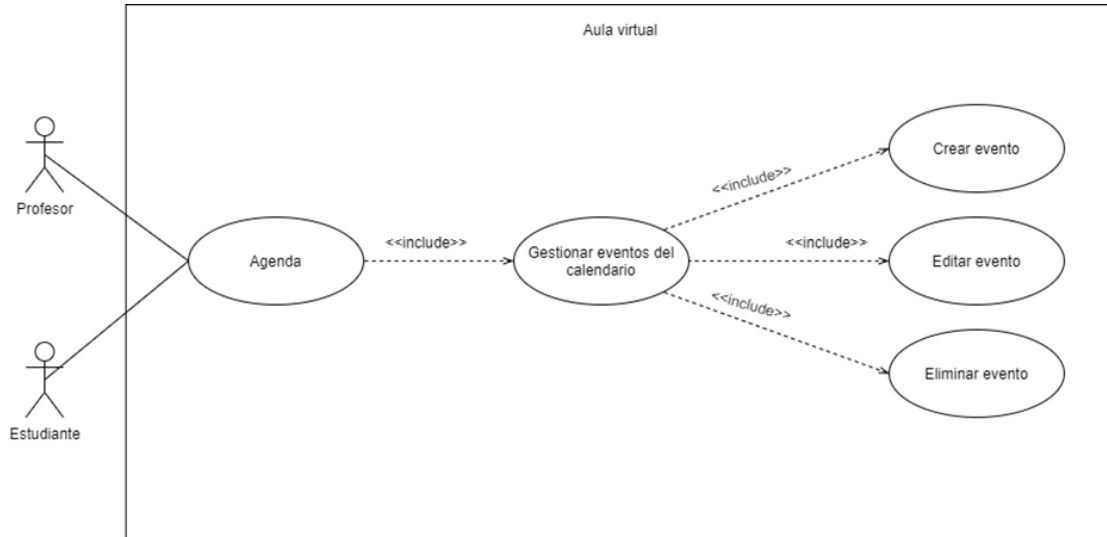 Aula virtual
Profesor
Estudiante
Agenda
<<include>>
Gestionar eventos del
calendario
<<include>>
Crear evento
<<include>>
Editar evento
<<include>>
Eliminar evento